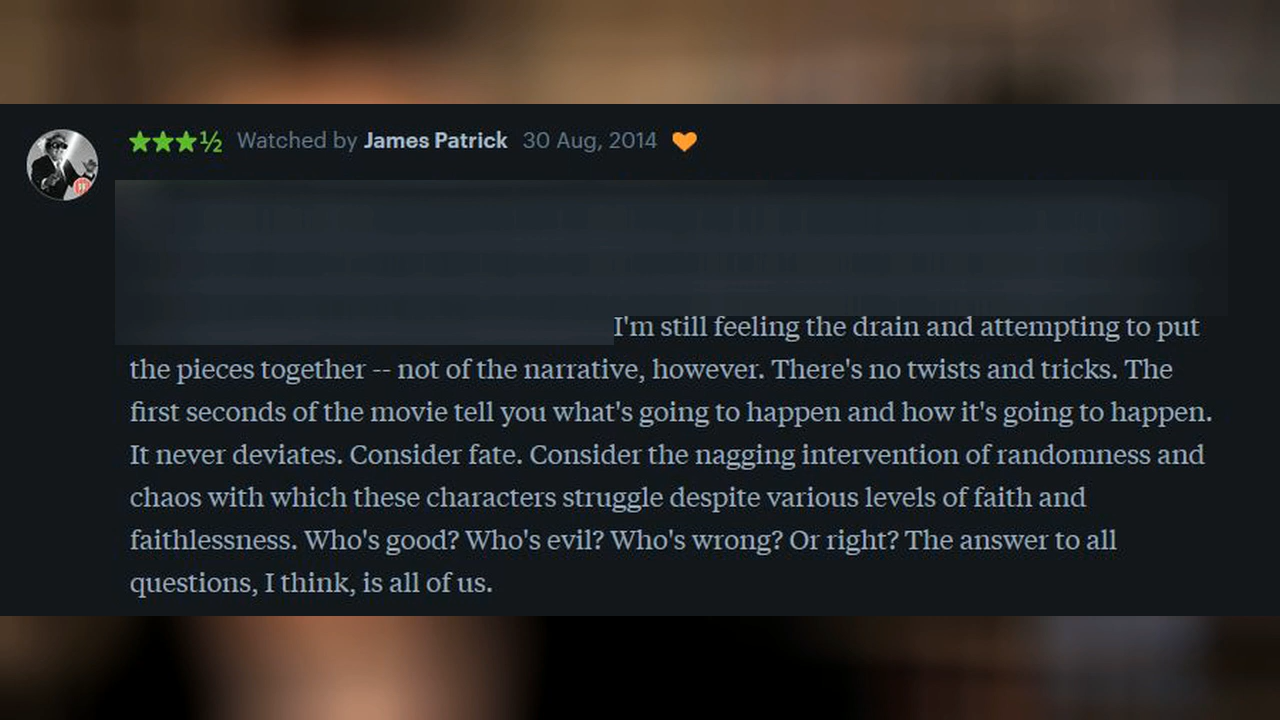 ★★★½ Watched by James Patrick 30 Aug, 2014
I'm still feeling the drain and attempting to put
the pieces together -- not of the narrative, however. There's no twists and tricks. The
first seconds of the movie tell you what's going to happen and how it's going to happen.
It never deviates. Consider fate. Consider the nagging intervention of randomness and
chaos with which these characters struggle despite various levels of faith and
faithlessness. Who's good? Who's evil? Who's wrong? Or right? The answer to all
questions, I think, is all of us.